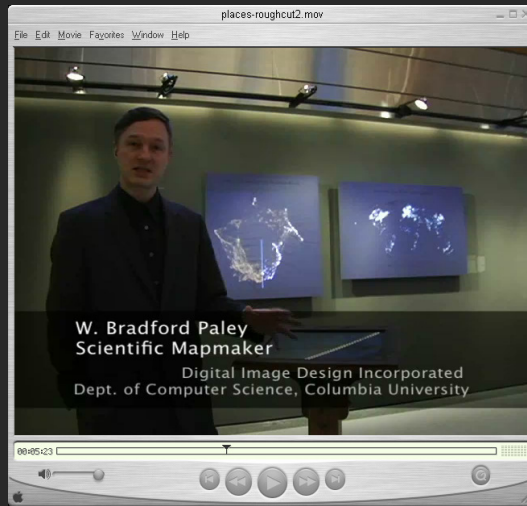 places-roughcut2.mov
File Edit Movie Favorites Window Help
W. Bradford Paley
Scientific Mapmaker
Digital Image Design Incorporated
Dept. of Computer Science, Columbia University
00:05:23